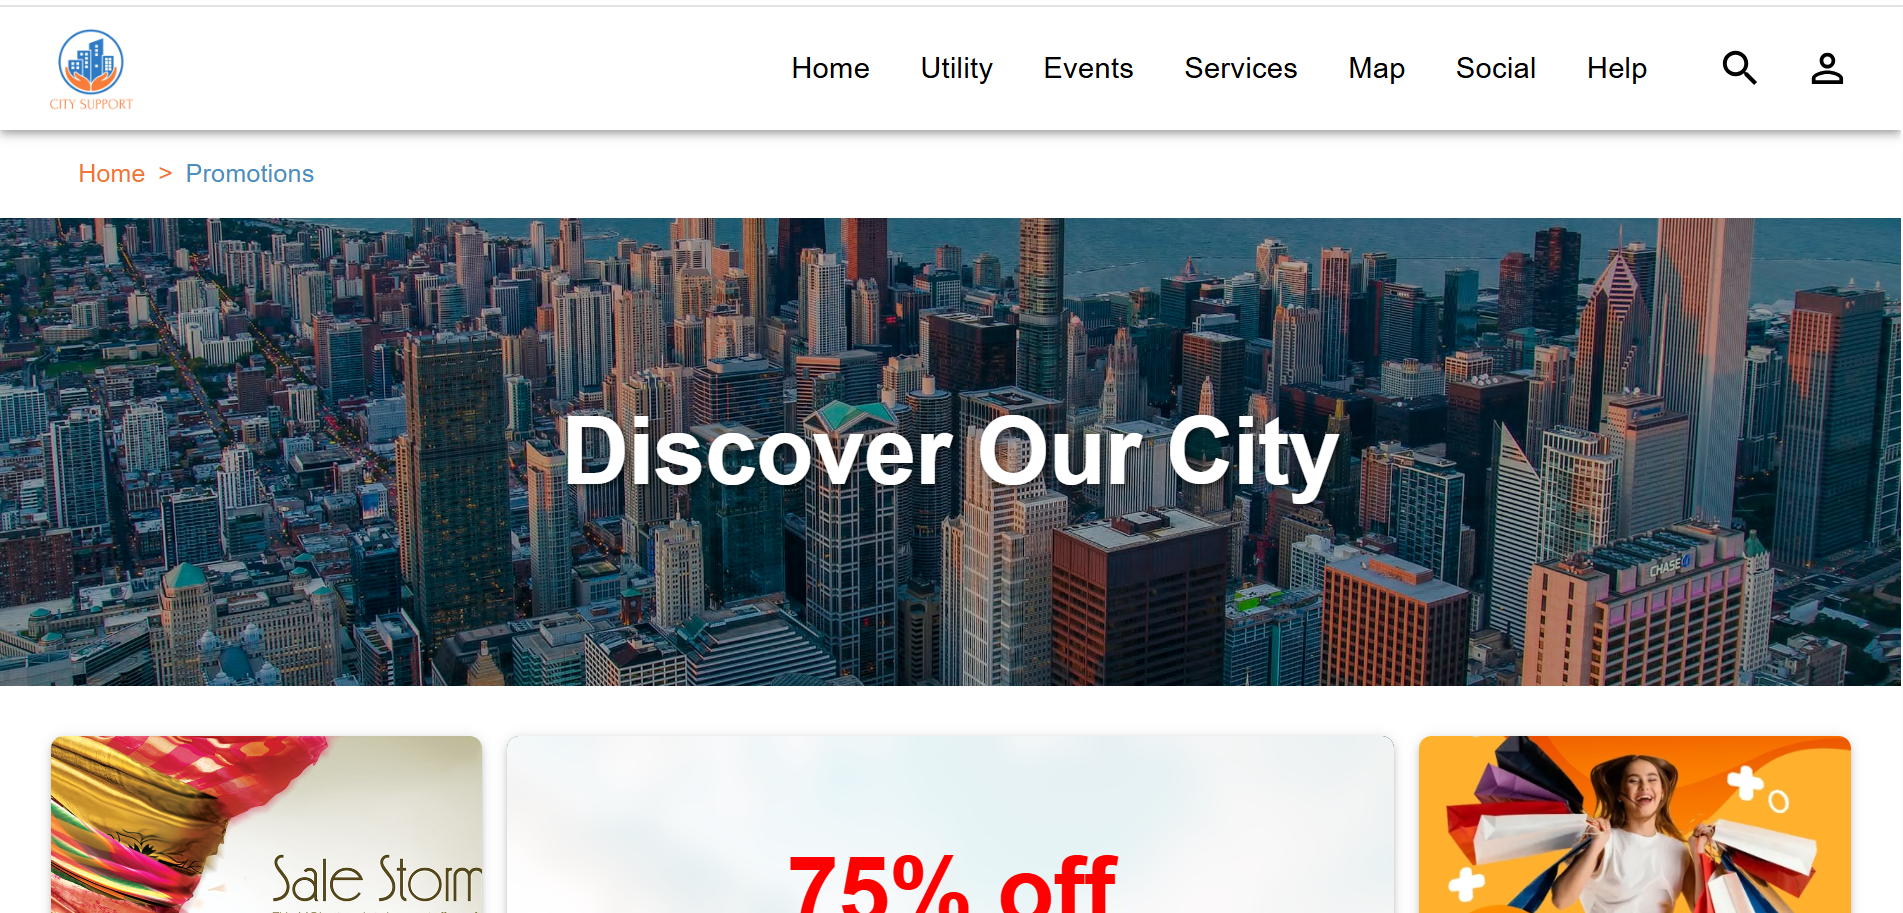 CITY SUPPORT
Home Utility Events Services Map Social Help
Home > Promotions
Discover Our City
CHASE
Sale Storm
75% off